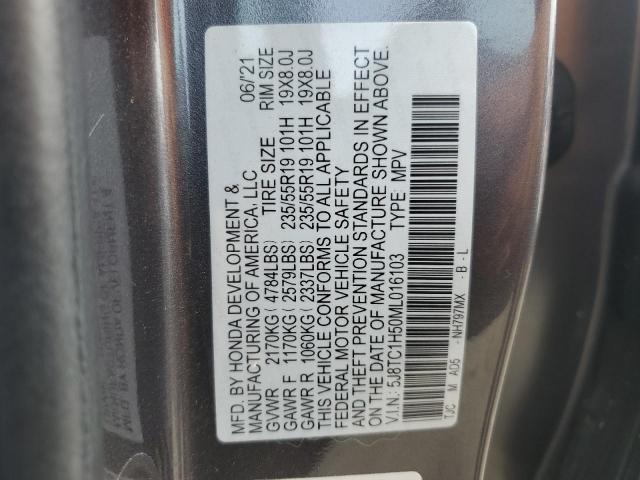 MFD. BY HONDA DEVELOPMENT &
MANUFACTURING OF AMERICA, LLC 06/'21
GVWR 2170KG (4784LBS) TIRE SIZE RIM SIZE
GAWR F 1170KG (2579LBS) 235/55R19 101H 19X8.0J
GAWR R 1060KG (2337LBS) 235/55R19 101H 19X8.0J
THIS VEHICLE CONFORMS TO ALL APPLICABLE
FEDERAL MOTOR VEHICLE SAFETY
AND THEFT PREVENTION STANDARDS IN EFFECT
ON THE DATE OF MANUFACTURE SHOWN ABOVE.
V.I.N: 5J8TC1H50ML016103 TYPE: MPV
TJC M AD5 -NH797MX -B - L